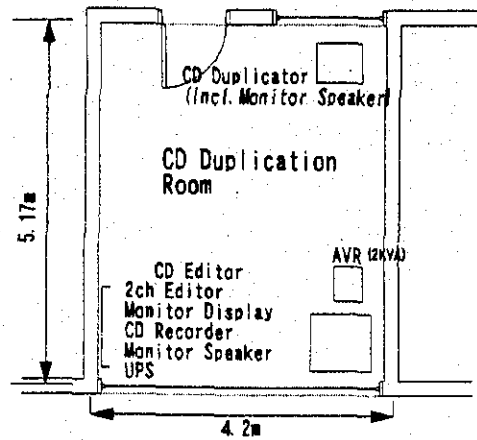 CD Duplicator
(Incl. Monitor Speaker)
CD Duplication
Room
5.17m
AVR (2KVA)
CD Editor
2ch Editor
Monitor Display
CD Recorder
Monitor Speaker
UPS
4.2m